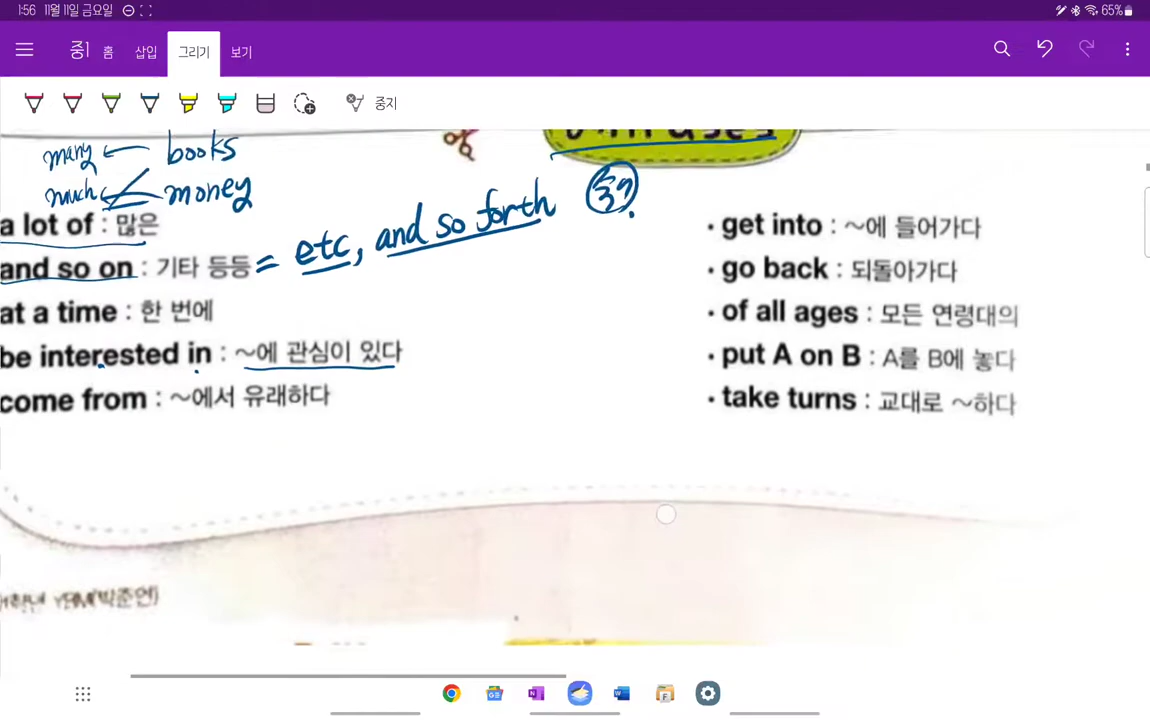 1:56 11월 11일 금요일 65%
중1 홈 삽입 그리기 보기
중지
many books
much money
Phrases
a lot of : 많은
and so on : 기타 등등 = etc, and so forth
at a time : 한 번에
be interested in : ～에 관심이 있다
come from : ～에서 유래하다
· get into : ～에 들어가다
· go back : 되돌아가다
· of all ages : 모든 연령대의
· put A on B : A를 B에 놓다
· take turns : 교대로 ～하다
YBM(박준언)